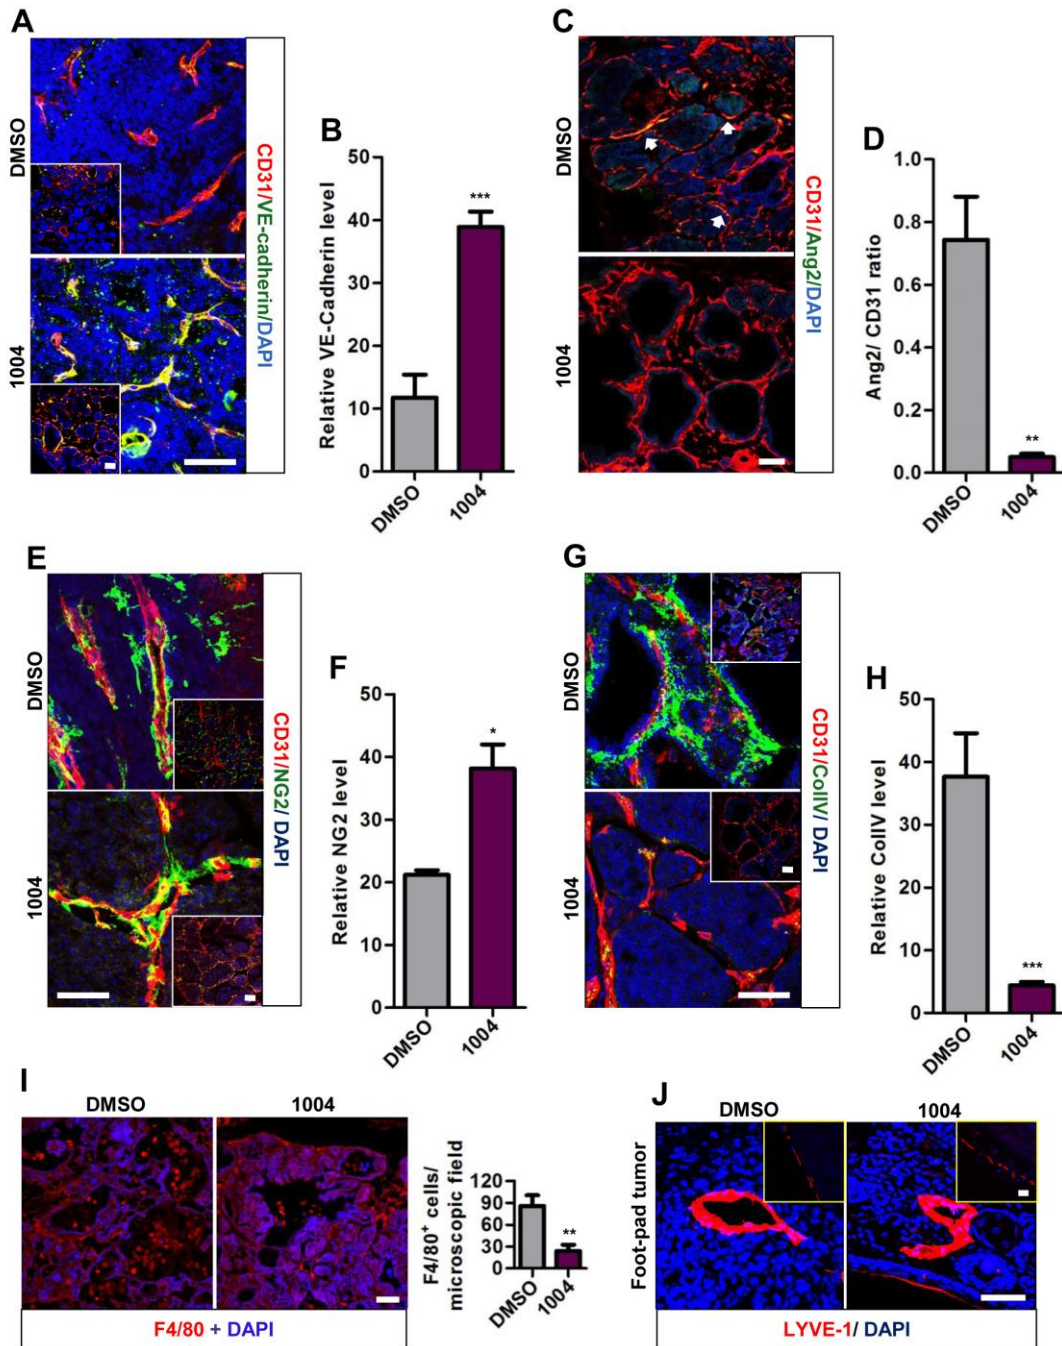 A
DMSO
1004
CD31/VE-cadherin/DAPI
B
Relative VE-Cadherin level
50
40
30
20
10
0
***
DMSO
1004
C
DMSO
1004
CD31/Ang2/DAPI
D
Ang2/ CD31 ratio
1.0
0.8
0.6
0.4
0.2
0.0
**
DMSO
1004
E
DMSO
1004
CD31/NG2/ DAPI
F
Relative NG2 level
50
40
30
20
10
0
*
DMSO
1004
G
DMSO
1004
CD31/ColIV/ DAPI
H
Relative ColIV level
50
40
30
20
10
0
***
DMSO
1004
I
DMSO
1004
F4/80 + DAPI
F4/80+ cells/
microscopic field
120
90
60
30
0
**
DMSO
1004
J
DMSO
1004
Foot-pad tumor
LYVE-1/ DAPI